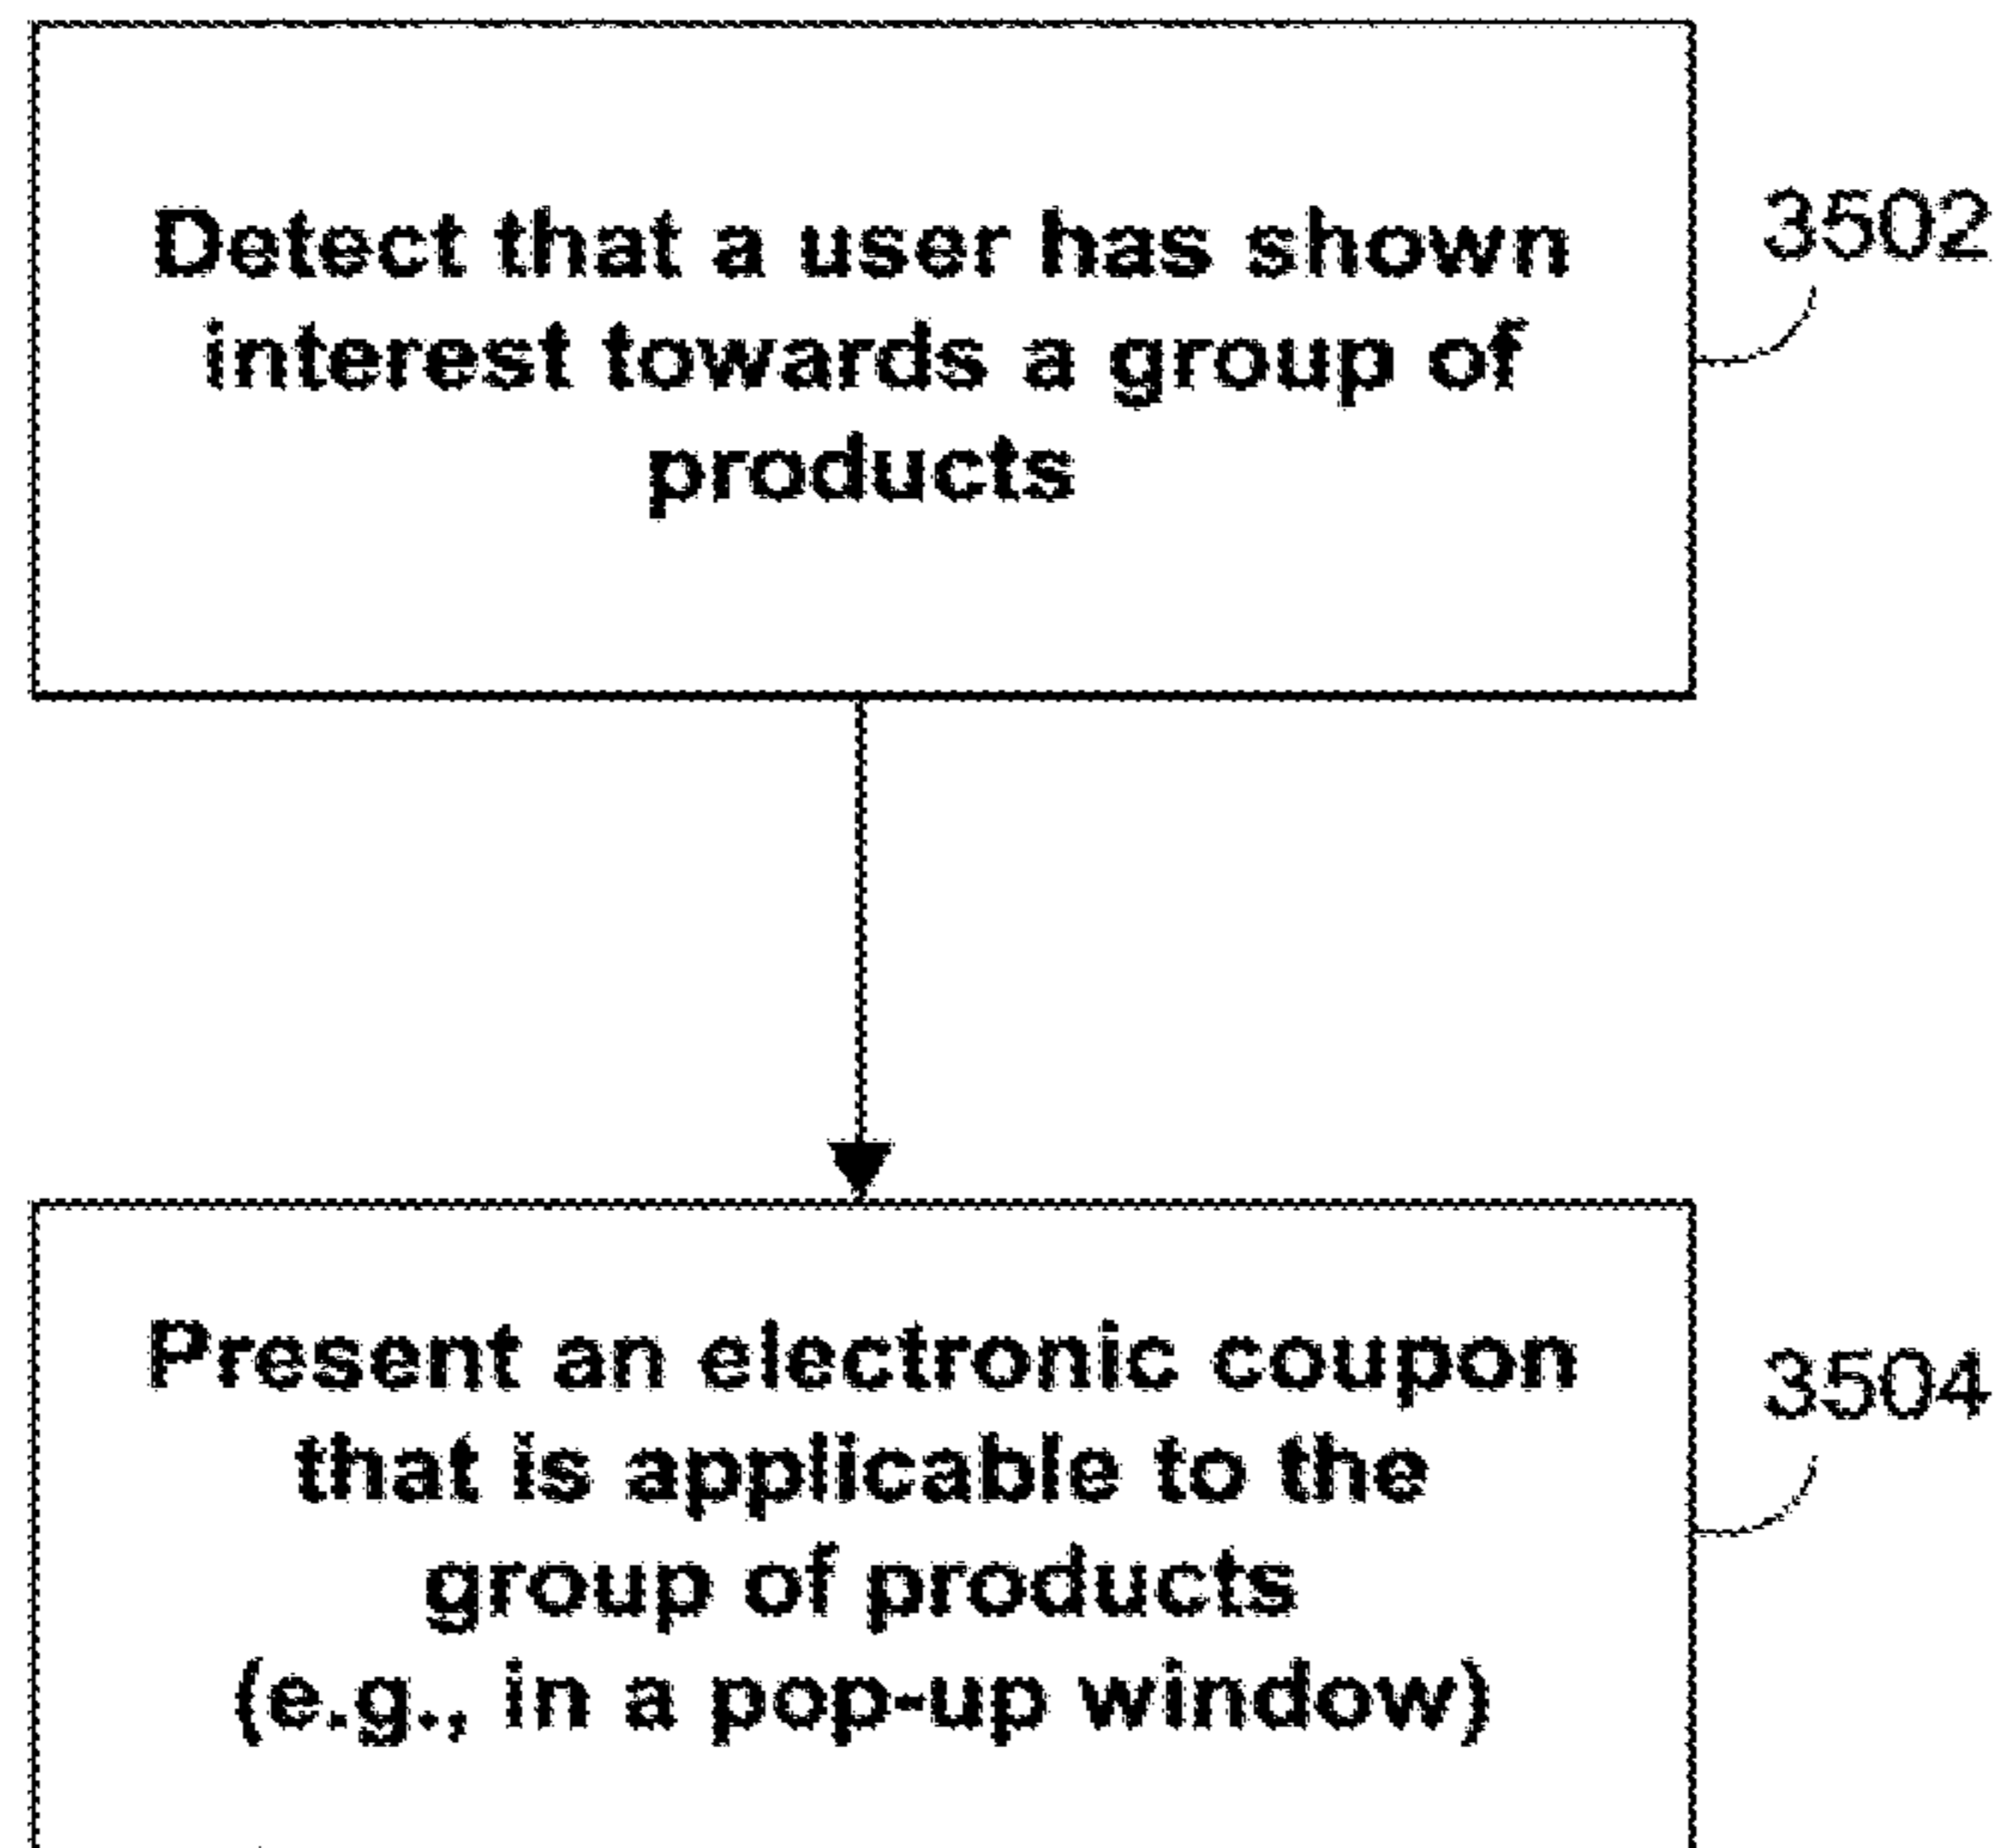 Detect that a user has shown
interest towards a group of
products
3502
Present an electronic coupon
that is applicable to the
group of products
(e.g., in a pop-up window)
3504